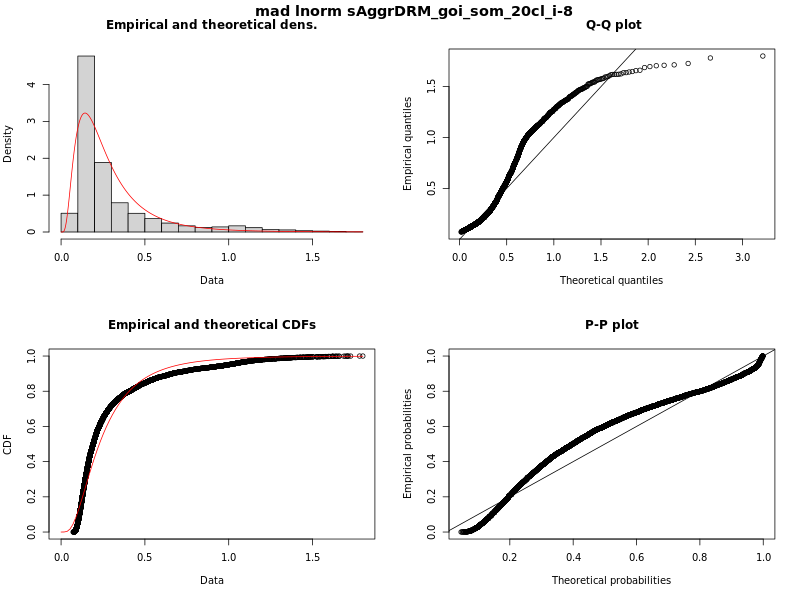 mad lnorm sAggrDRM_goi_som_20cl_i-8
Empirical and theoretical dens.
Density
0 1 2 3 4
0.0 0.5 1.0 1.5
Data
Q-Q plot
Empirical quantiles
0.5 1.0 1.5
0.0 0.5 1.0 1.5 2.0 2.5 3.0
Theoretical quantiles
Empirical and theoretical CDFs
CDF
0.0 0.2 0.4 0.6 0.8 1.0
0.0 0.5 1.0 1.5
Data
P-P plot
Empirical probabilities
0.0 0.2 0.4 0.6 0.8 1.0
0.2 0.4 0.6 0.8 1.0
Theoretical probabilities